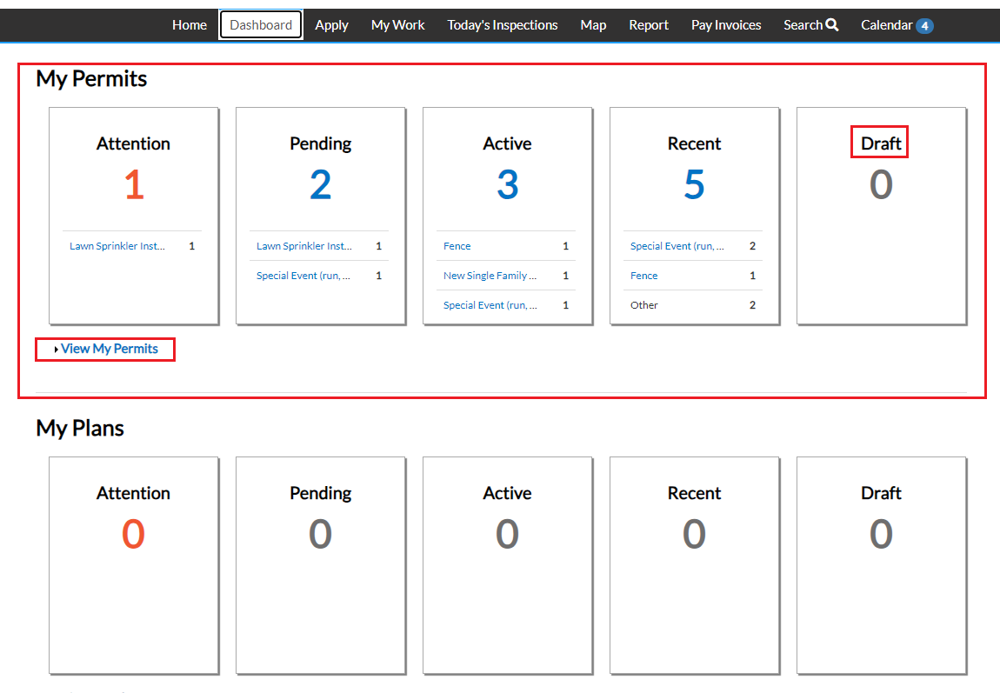 Home Dashboard Apply My Work Today's Inspections Map Report Pay Invoices Search Calendar 4
My Permits
Attention
1
Lawn Sprinkler Inst... 1
Pending
2
Lawn Sprinkler Inst... 1
Special Event (run, ... 1
Active
3
Fence 1
New Single Family ... 1
Special Event (run, ... 1
Recent
5
Special Event (run, ... 2
Fence 1
Other 2
Draft
0
View My Permits
My Plans
Attention
0
Pending
0
Active
0
Recent
0
Draft
0